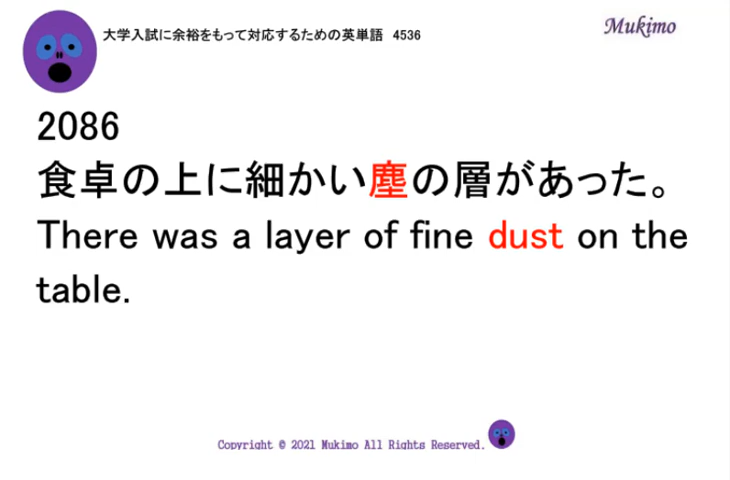 大学入試に余裕をもって対応するための英単語 4536
Mukimo
2086
食卓の上に細かい塵の層があった。
There was a layer of fine dust on the
table.
Copyright © 2021 Mukimo All Rights Reserved.